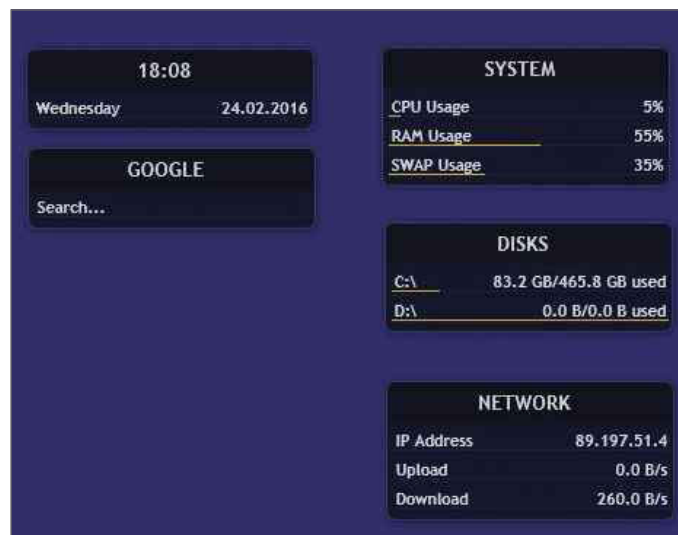 18:08
Wednesday 24.02.2016
GOOGLE
Search...
SYSTEM
CPU Usage 5%
RAM Usage 55%
SWAP Usage 35%
DISKS
C:\ 83.2 GB/465.8 GB used
D:\ 0.0 B/0.0 B used
NETWORK
IP Address 89.197.51.4
Upload 0.0 B/s
Download 260.0 B/s